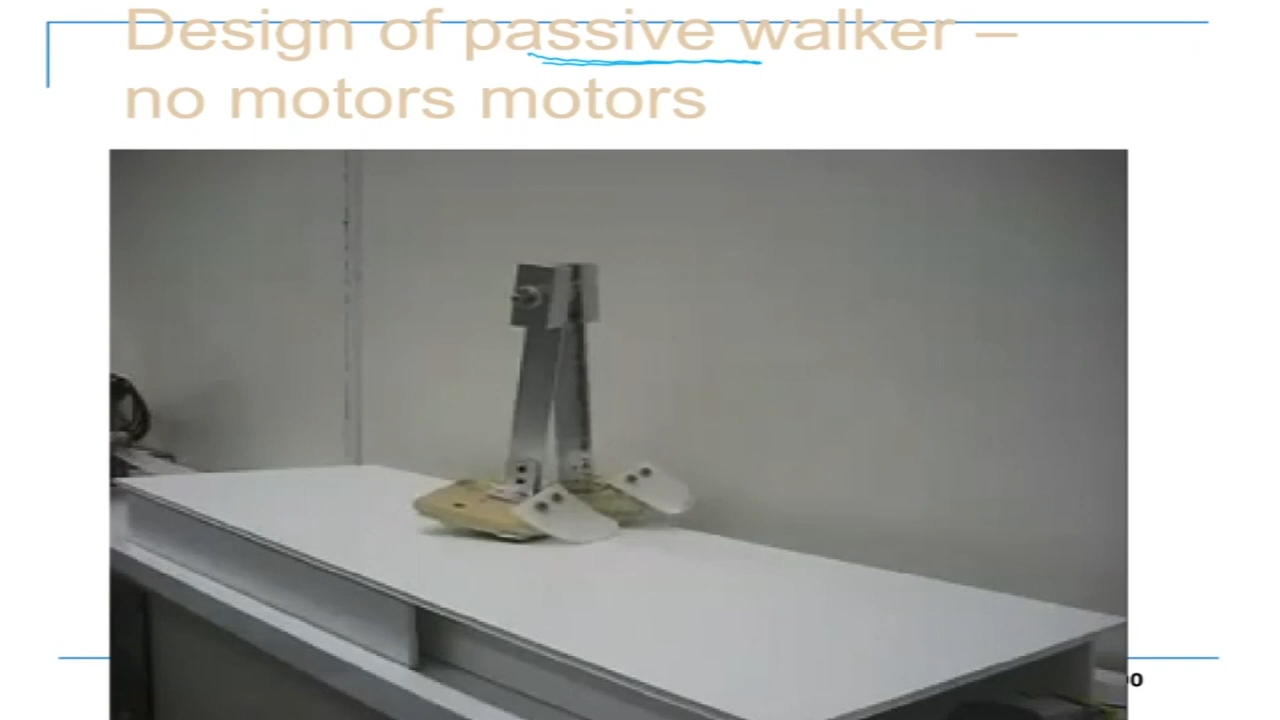 Design of passive walker –
no motors motors